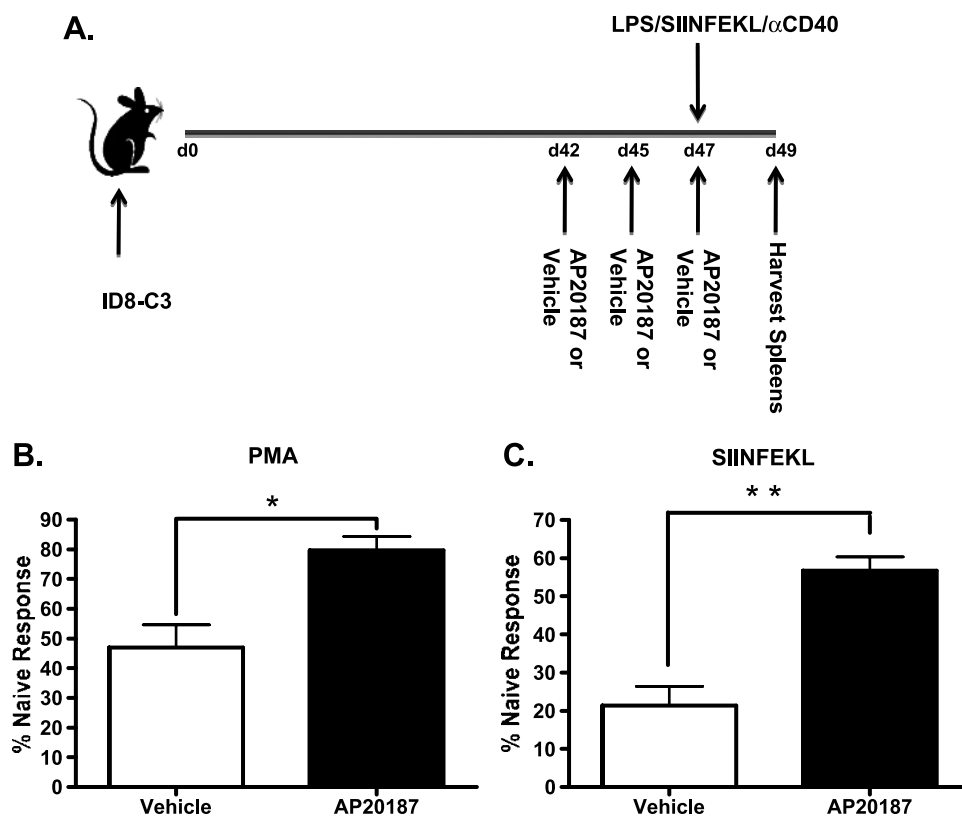 A.
LPS/SIINFEKL/αCD40
d0
d42
d45
d47
d49
ID8-C3
AP20187 or
Vehicle
AP20187 or
Vehicle
AP20187 or
Vehicle
Harvest Spleens
B.
PMA
*
% Naive Response
90
80
70
60
50
40
30
20
10
0
Vehicle
AP20187
C.
SIINFEKL
* *
% Naive Response
70
60
50
40
30
20
10
0
Vehicle
AP20187